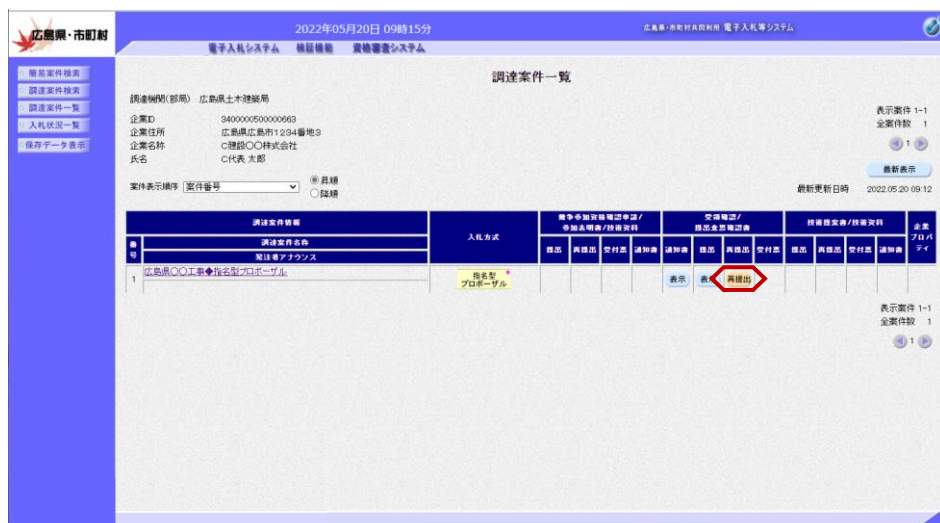 広島県・市町村
2022年05月20日 09時15分
広島県・市町村共同利用 電子入札等システム
電子入札システム 検証機能 資格審査システム
簡易案件検索
調達案件検索
調達案件一覧
入札状況一覧
保存データ表示
調達案件一覧
調達機関(部局) 広島県土木建築局
企業ID 3400000500000663
企業住所 広島県広島市1234番地3
企業名称 C建設〇〇株式会社
氏名 C代表 太郎
表示案件 1-1
全案件数 1
1
最新表示
案件表示順序 案件番号
昇順
降順
最新更新日時 2022.05.20 09:12
調達案件情報
入札方式
競争参加資格確認申請/
参加表明書/技術資料
受領確認/
提出意思確認書
技術提案書/技術資料
企業
プロパ
ティ
番
号
調達案件名称
発注者アナウンス
提出 再提出 受付票 通知書 通知書 提出 再提出 受付票 提出 再提出 受付票 通知書
1 広島県〇〇工事◆指名型プロポーザル
指名型
プロポーザル
表示 表示 再提出
表示案件 1-1
全案件数 1
1